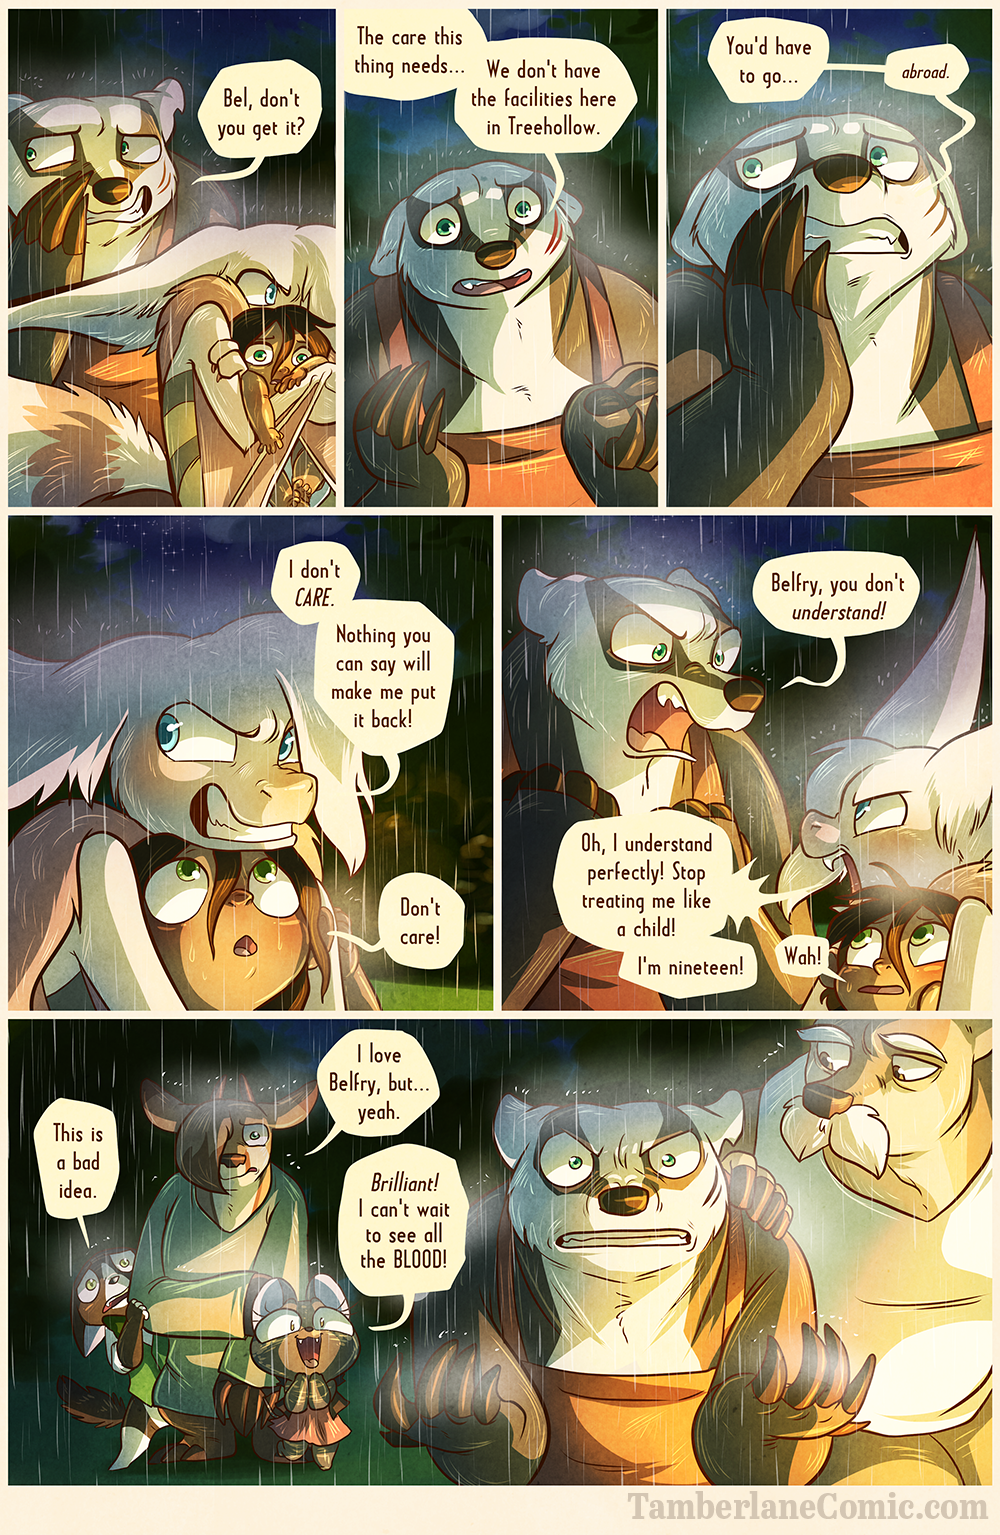 Bel, don't
you get it?
The care this
thing needs...
We don't have
the facilities here
in Treehollow.
You'd have
to go...
abroad.
I don't
CARE.
Nothing you
can say will
make me put
it back!
Don't
care!
Belfry, you don't
understand!
Oh, I understand
perfectly! Stop
treating me like
a child!
I'm nineteen!
Wah!
This is
a bad
idea.
I love
Belfry, but...
yeah.
Brilliant!
I can't wait
to see all
the BLOOD!
TamberlaneComic.com